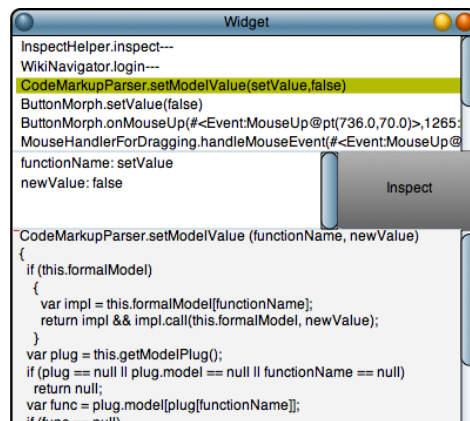 Widget
InspectHelper.inspect---
WikiNavigator.login---
CodeMarkupParser.setModelValue(setValue,false)
ButtonMorph.setValue(false)
ButtonMorph.onMouseUp(#<Event:MouseUp@pt(736.0,70.0)>,1265:
MouseHandlerForDragging.handleMouseEvent(#<Event:MouseUp@
functionName: setValue
newValue: false
Inspect
CodeMarkupParser.setModelValue (functionName, newValue)
{
if (this.formalModel)
{
var impl = this.formalModel[functionName];
return impl && impl.call(this.formalModel, newValue);
}
var plug = this.getModelPlug();
if (plug == null || plug.model == null || functionName == null)
return null;
var func = plug.model[plug[functionName]];
if (func == null)